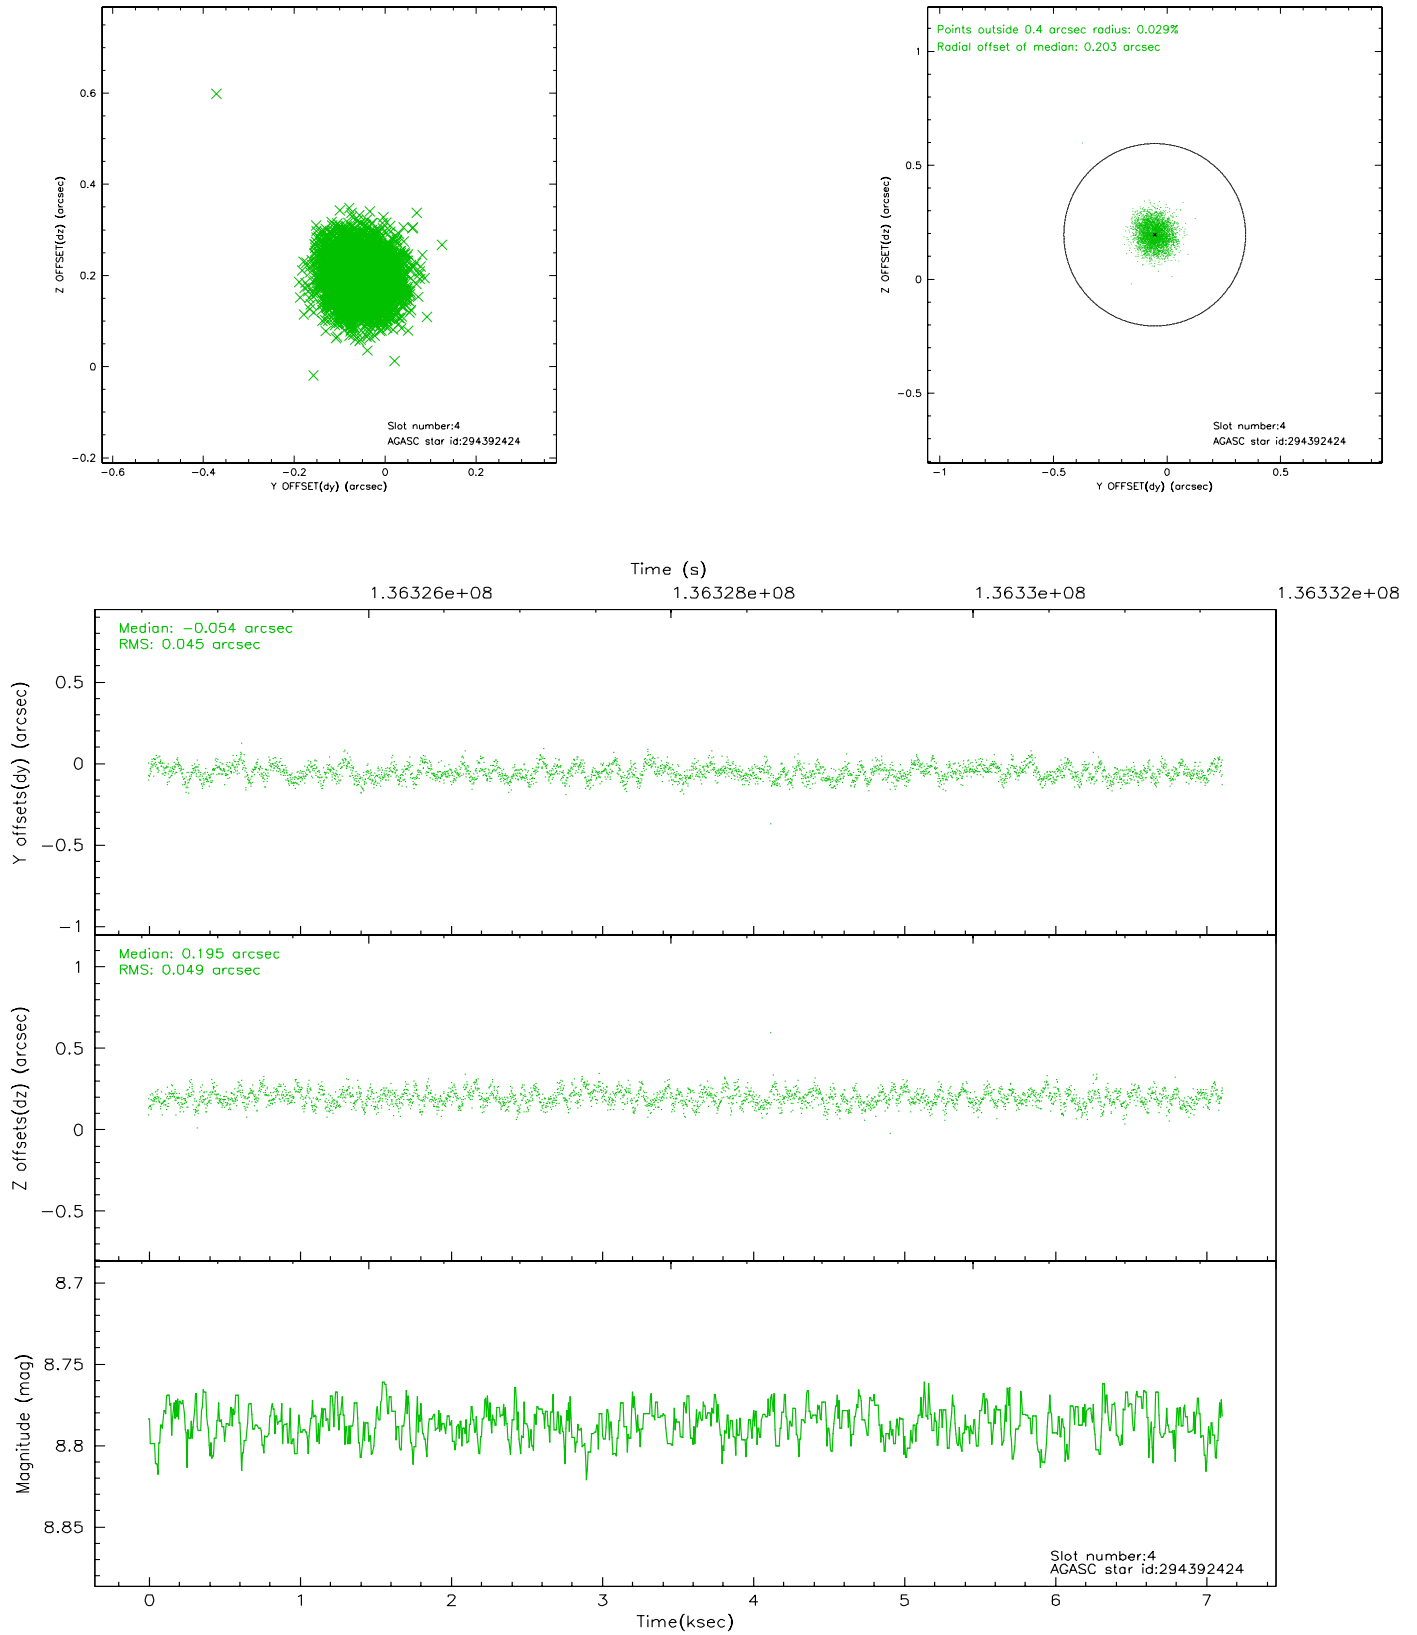 0.6
0.4
0.2
0
−0.2
Z OFFSET(dz) (arcsec)
Slot number:4
AGASC star id:294392424
−0.6
−0.4
−0.2
0
0.2
Y OFFSET(dy) (arcsec)
Points outside 0.4 arcsec radius: 0.029%
Radial offset of median: 0.203 arcsec
1
0.5
0
−0.5
Z OFFSET(dz) (arcsec)
Slot number:4
AGASC star id:294392424
−1
−0.5
0
0.5
Y OFFSET(dy) (arcsec)
Time (s)
1.36326e+08
1.36328e+08
1.3633e+08
1.36332e+08
Median: −0.054 arcsec
RMS: 0.045 arcsec
0.5
0
−0.5
−1
Y offsets(dy) (arcsec)
Median: 0.195 arcsec
RMS: 0.049 arcsec
1
0.5
0
−0.5
Z offsets(dz) (arcsec)
8.7
8.75
8.8
8.85
Magnitude (mag)
Slot number:4
AGASC star id:294392424
0
1
2
3
4
5
6
7
Time(ksec)